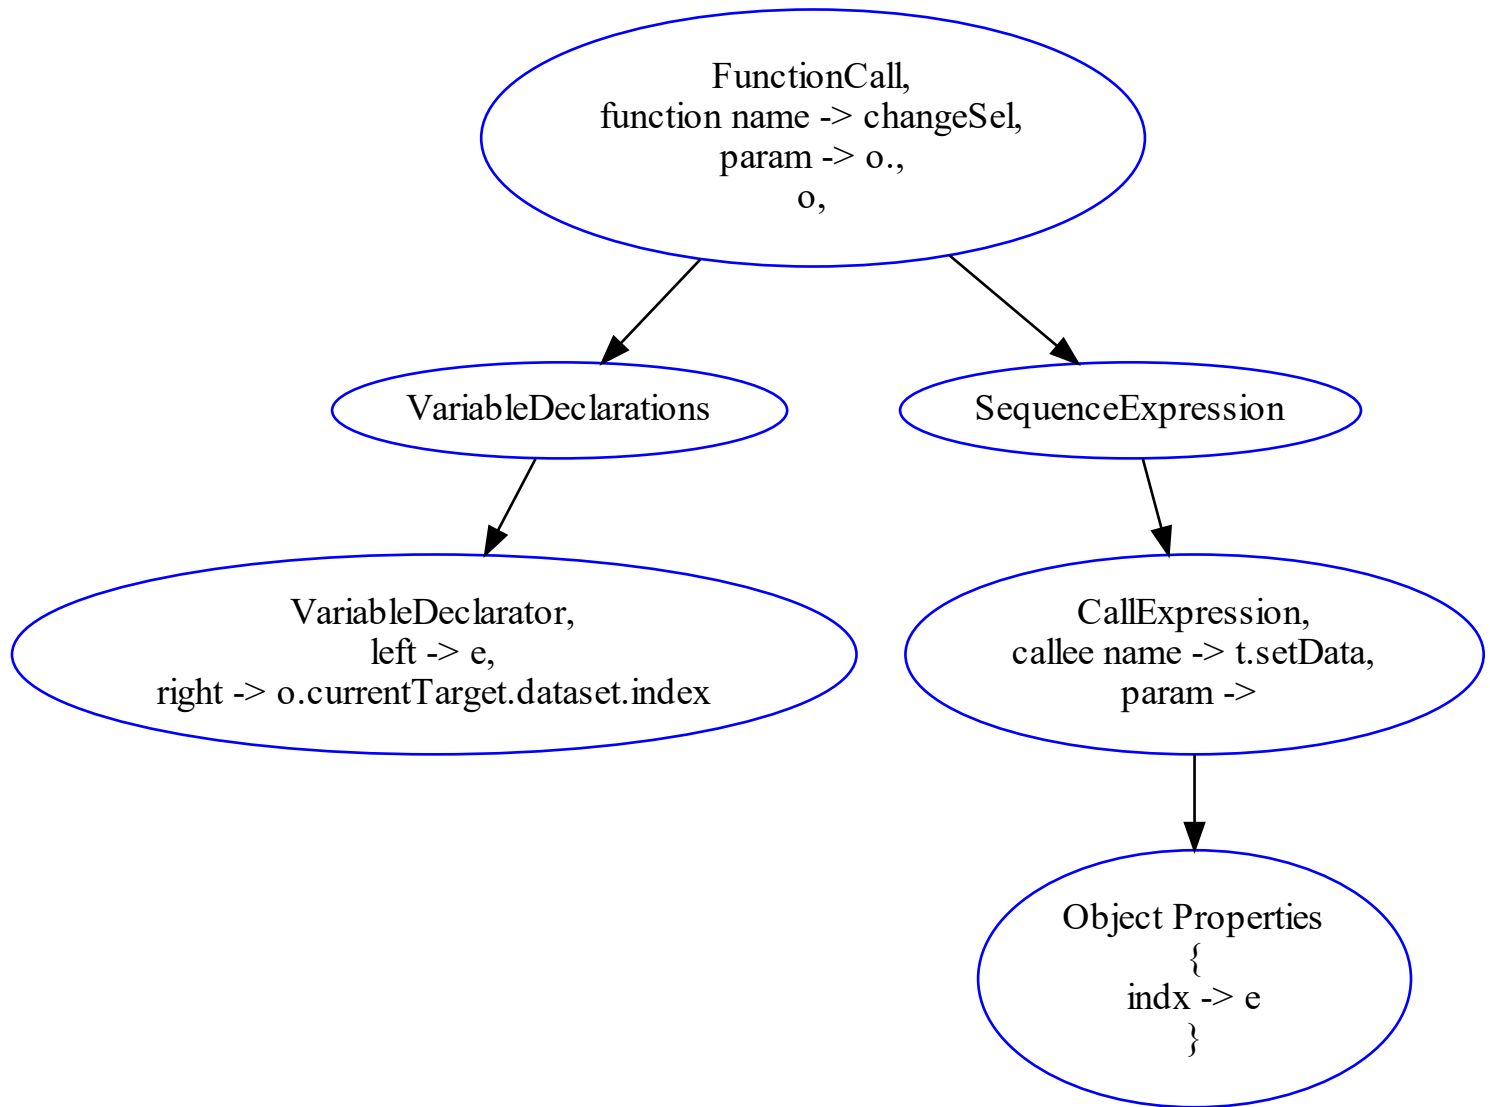 FunctionCall,
function name -> changeSel,
param -> o.,
o,
VariableDeclarations
SequenceExpression
VariableDeclarator,
left -> e,
right -> o.currentTarget.dataset.index
CallExpression,
callee name -> t.setData,
param ->
Object Properties
{
indx -> e
}